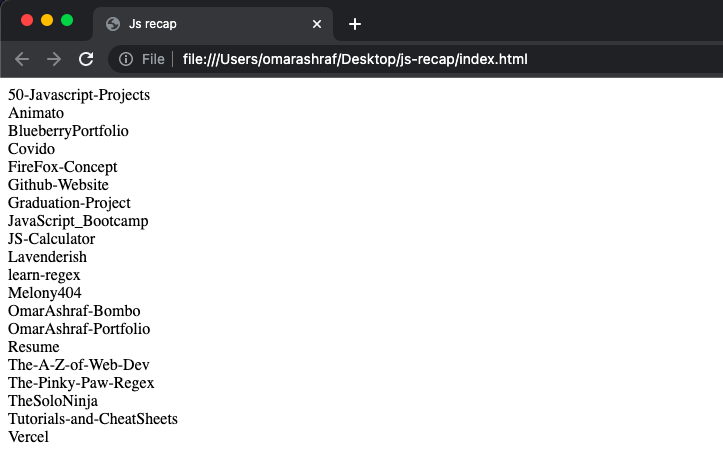 Js recap
File file:///Users/omarashraf/Desktop/js-recap/index.html
50-Javascript-Projects
Animato
BlueberryPortfolio
Covido
FireFox-Concept
Github-Website
Graduation-Project
JavaScript_Bootcamp
JS-Calculator
Lavenderish
learn-regex
Melony404
OmarAshraf-Bombo
OmarAshraf-Portfolio
Resume
The-A-Z-of-Web-Dev
The-Pinky-Paw-Regex
TheSoloNinja
Tutorials-and-CheatSheets
Vercel